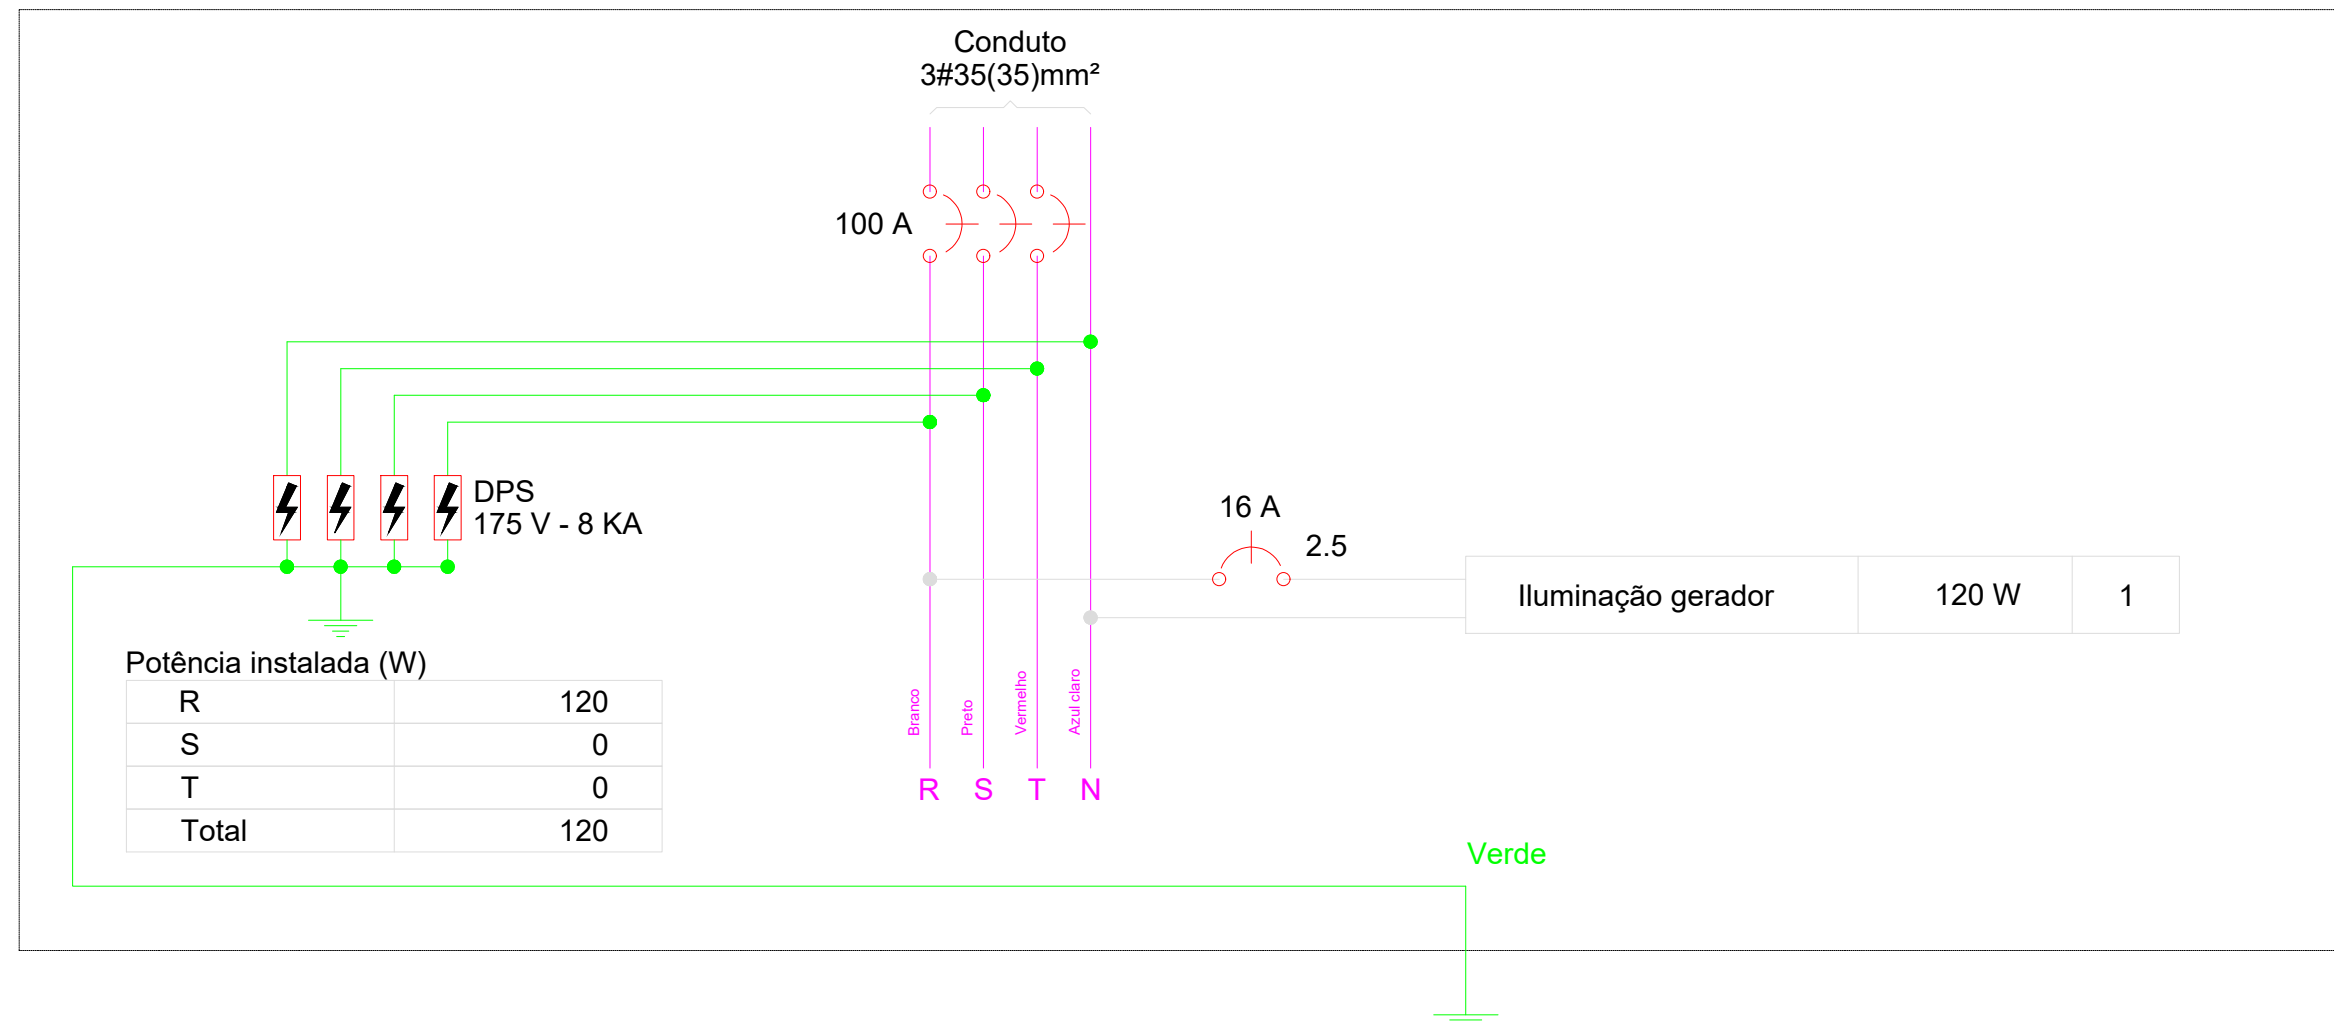 Conduto
3#35(35)mm²
100 A
DPS
175 V - 8 KA
16 A
2.5
Iluminação gerador 120 W 1
Potência instalada (W)
R 120
S 0
T 0
Total 120
Branco
Preto
Vermelho
Azul claro
R S T N
Verde